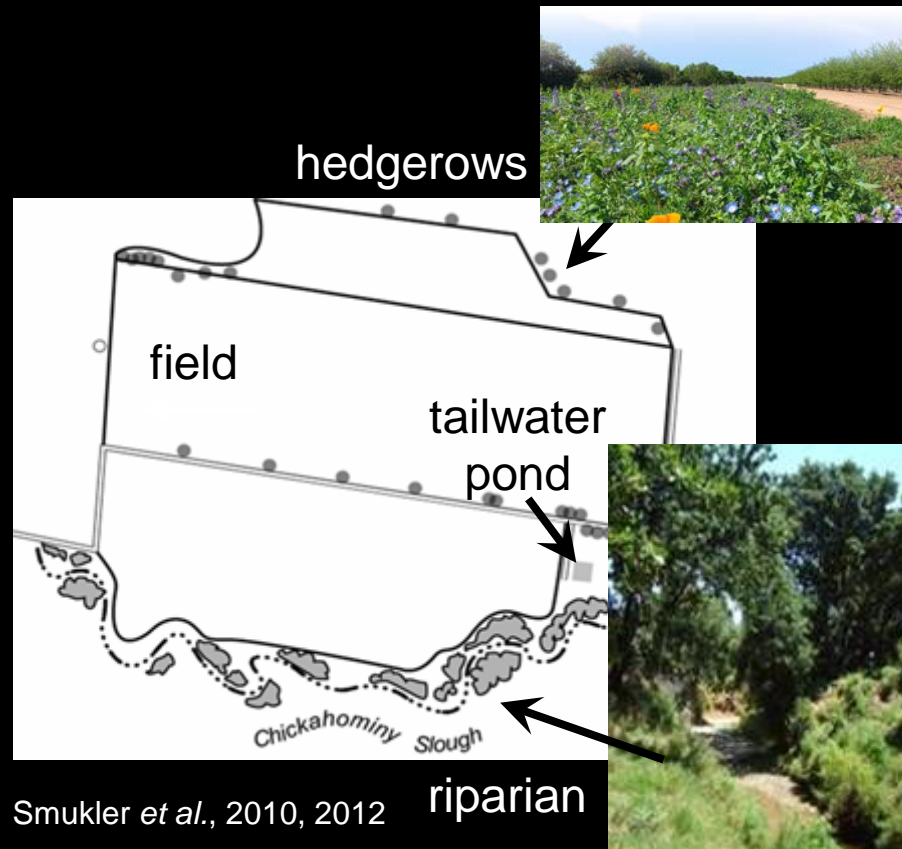 hedgerows
field
tailwater
pond
Chickahominy Slough
riparian
Smukler et al., 2010, 2012